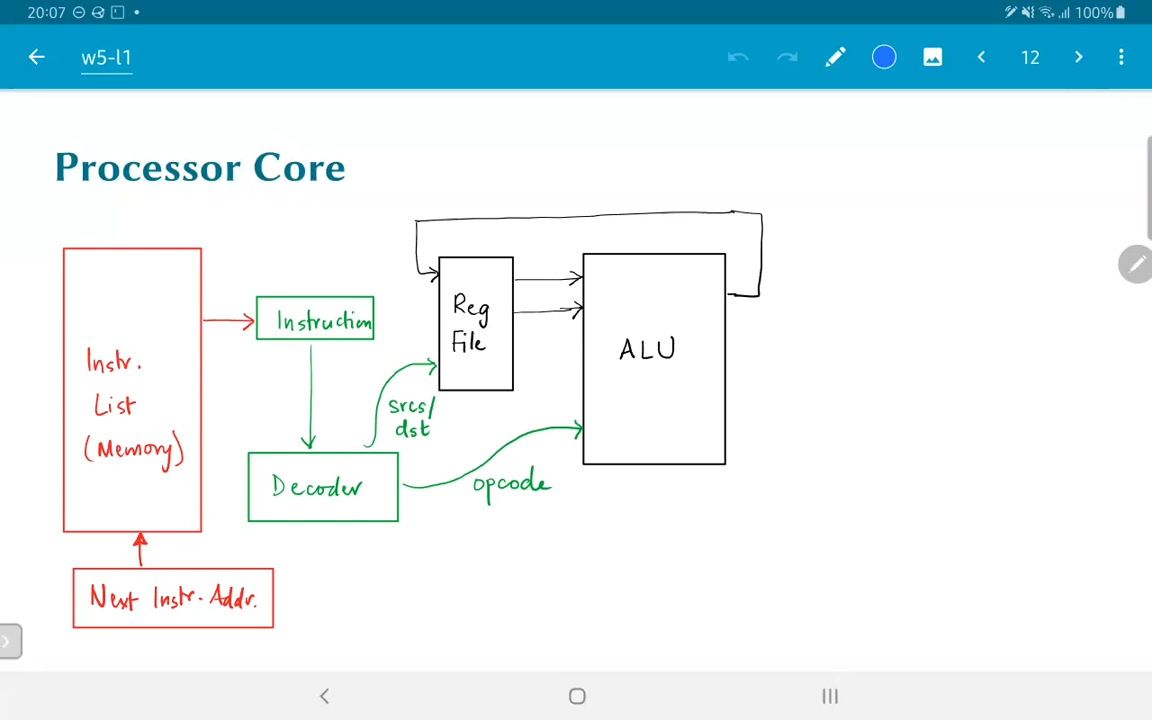 20:07
100%
w5-l1
12
Processor Core
Instr.
List
(Memory)
Instruction
Reg
File
ALU
srcs/
dst
Decoder
opcode
Next Instr. Addr.